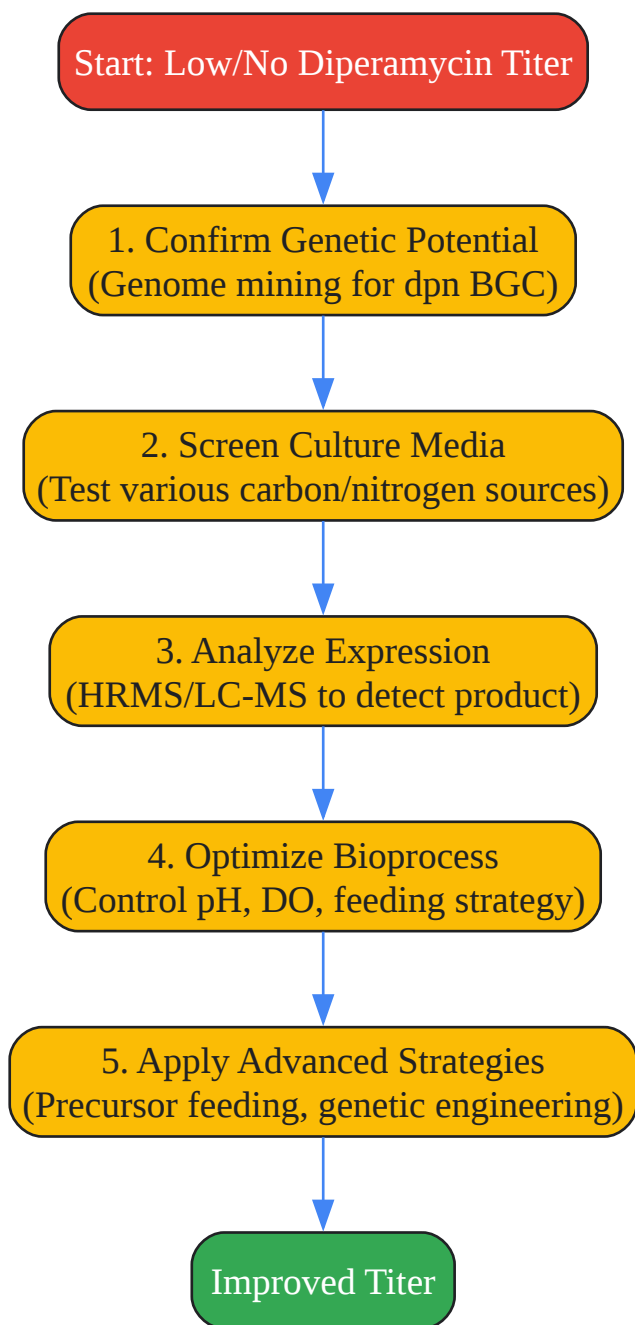 Start: Low/No Diperamycin Titer
1. Confirm Genetic Potential
(Genome mining for dpn BGC)
2. Screen Culture Media
(Test various carbon/nitrogen sources)
3. Analyze Expression
(HRMS/LC-MS to detect product)
4. Optimize Bioprocess
(Control pH, DO, feeding strategy)
5. Apply Advanced Strategies
(Precursor feeding, genetic engineering)
Improved Titer